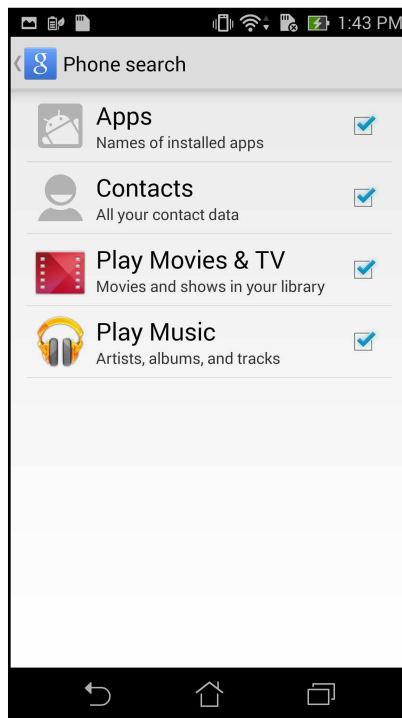 1:43 PM
Phone search
Apps
Names of installed apps
Contacts
All your contact data
Play Movies & TV
Movies and shows in your library
Play Music
Artists, albums, and tracks